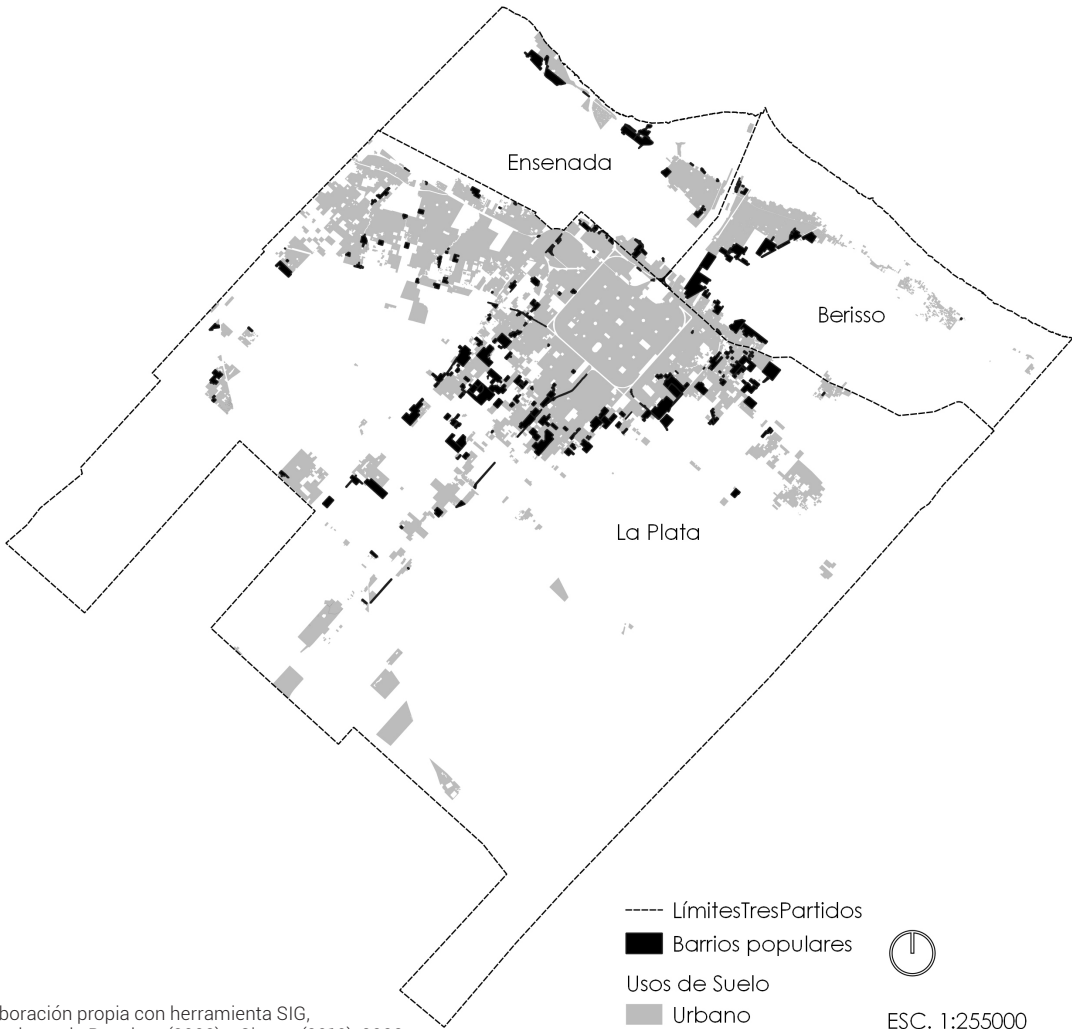 Ensenada
Berisso
La Plata
LímitesTresPartidos
Barrios populares
Usos de Suelo
Urbano
ESC. 1:255000
boración propia con herramienta SIG,